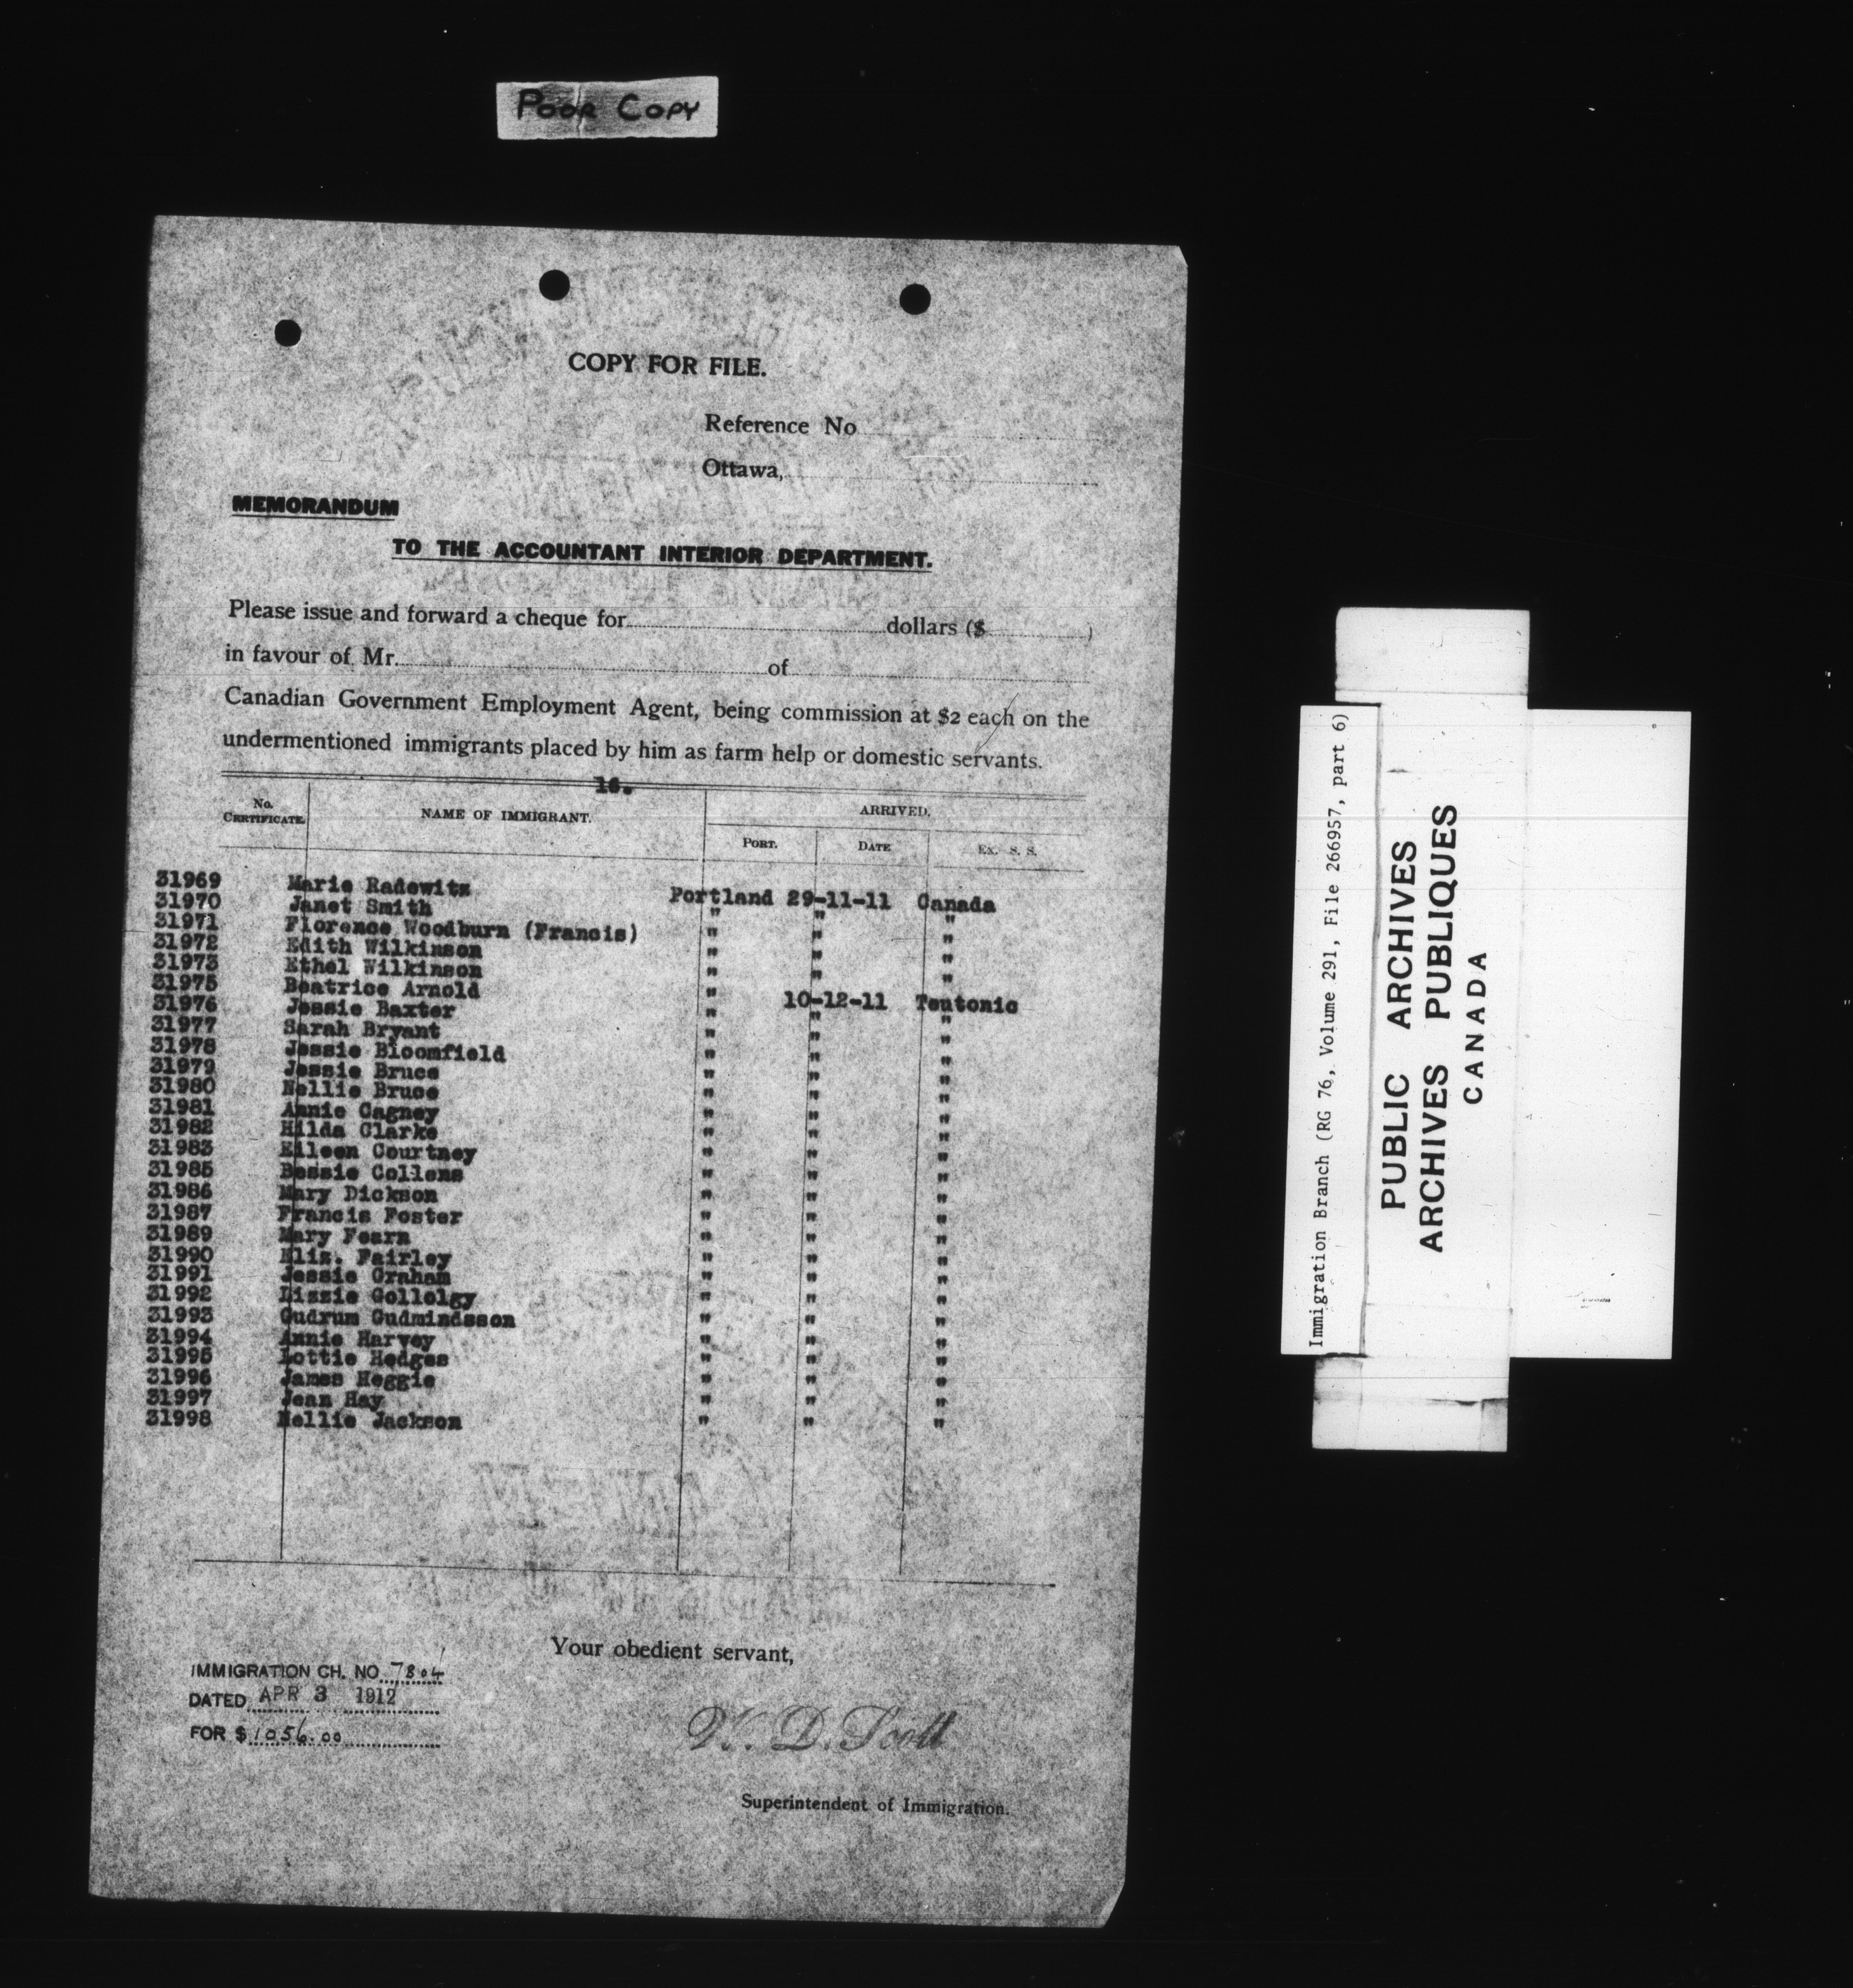 POOR COPY
COPY FOR FILE.
Reference No
Ottawa,
MEMORANDUM
TO THE ACCOUNTANT INTERIOR DEPARTMENT.
Please issue and forward a cheque for dollars ($ )
in favour of Mr. of
Canadian Government Employment Agent, being commission at $2 each on the
undermentioned immigrants placed by him as farm help or domestic servants.
16.
No. CERTIFICATE. NAME OF IMMIGRANT. ARRIVED.
PORT. DATE EX. S. S.
31969 Marie Radewitz Portland 29-11-11 Canada
31970 Janet Smith " " "
31971 Florence Woodburn (Francis) " " "
31972 Edith Wilkinson " " "
31973 Ethel Wilkinson " " "
31975 Beatrice Arnold " 10-12-11 Teutonic
31976 Jessie Baxter " " "
31977 Sarah Bryant " " "
31978 Jessie Bloomfield " " "
31979 Jessie Bruce " " "
31980 Nellie Bruce " " "
31981 Annie Cagney " " "
31982 Hilda Clarke " " "
31983 Eileen Courtney " " "
31985 Bessie Collens " " "
31986 Mary Dickson " " "
31987 Francis Foster " " "
31989 Mary Fearn " " "
31990 Eliz. Fairley " " "
31991 Jessie Graham " " "
31992 Lizzie Gollolgy " " "
31993 Gudrum Gudmindsson " " "
31994 Annie Harvey " " "
31995 Lottie Hedges " " "
31996 James Heggie " " "
31997 Jean Hay " " "
31998 Nellie Jackson " " "
Your obedient servant,
IMMIGRATION CH. NO. 7804
DATED APR 3 1912
FOR $ 1056.00
W. D. Scott
Superintendent of Immigration.
Immigration Branch (RG 76, Volume 291, File 266957, part 6)
PUBLIC ARCHIVES
ARCHIVES PUBLIQUES
CANADA